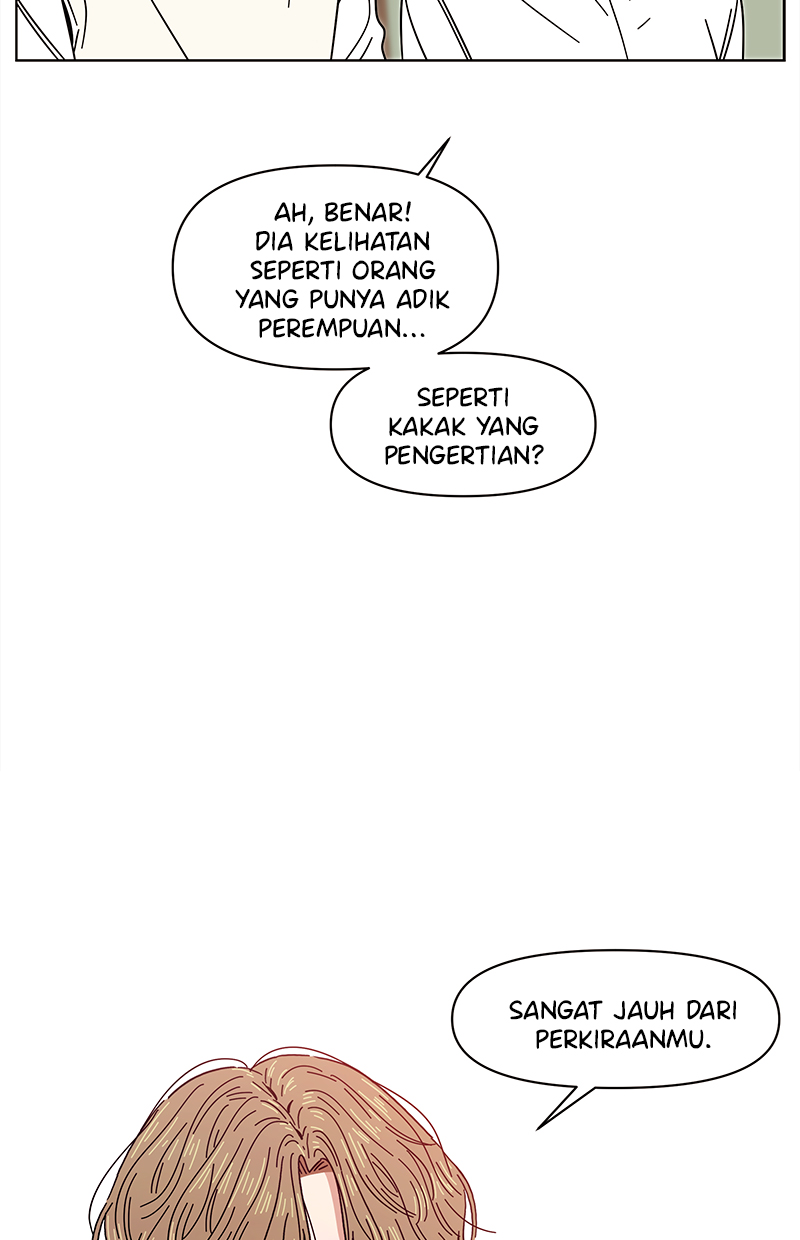 AH, BENAR!
DIA KELIHATAN
SEPERTI ORANG
YANG PUNYA ADIK
PEREMPUAN...
SEPERTI
KAKAK YANG
PENGERTIAN?
SANGAT JAUH DARI
PERKIRAANMU.